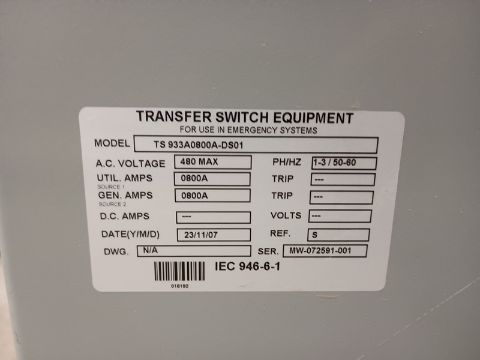 TRANSFER SWITCH EQUIPMENT
FOR USE IN EMERGENCY SYSTEMS
MODEL TS 933A0800A-DS01
A.C. VOLTAGE 480 MAX PH/HZ 1-3 / 50-60
UTIL. AMPS 0800A TRIP ---
SOURCE 1
GEN. AMPS 0800A TRIP ---
SOURCE 2
D.C. AMPS --- VOLTS ---
DATE(Y/M/D) 23/11/07 REF. S
DWG. N/A SER. MW-072591-001
IEC 946-6-1
016192